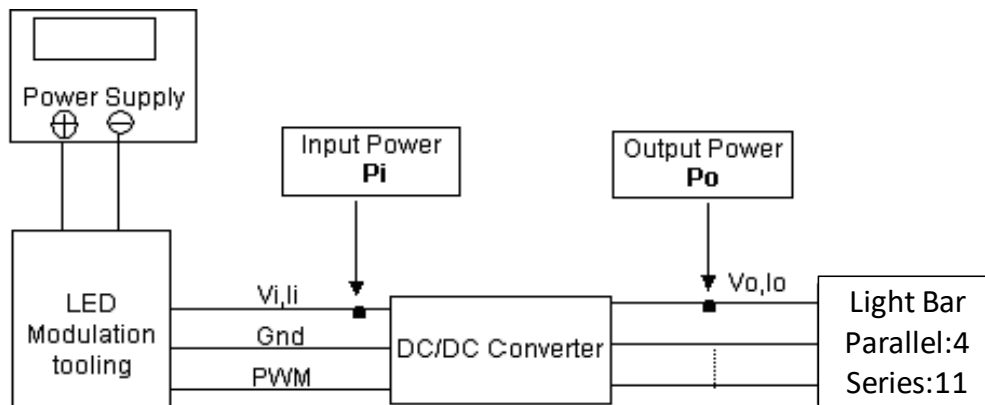 Power Supply
Input Power
Pi
Output Power
Po
LED
Modulation
tooling
Vi,Ii
Gnd
PWM
DC/DC Converter
Vo,Io
Light Bar
Parallel:4
Series:11